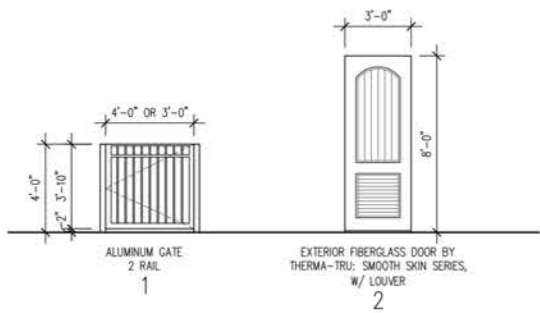 3'-0"
4'-0" OR 3'-0"
4'-0"
3'-10"
2"
8'-0"
ALUMINUM GATE
2 RAIL
1
EXTERIOR FIBERGLASS DOOR BY
THERMA-TRU: SMOOTH SKIN SERIES,
W/ LOUVER
2